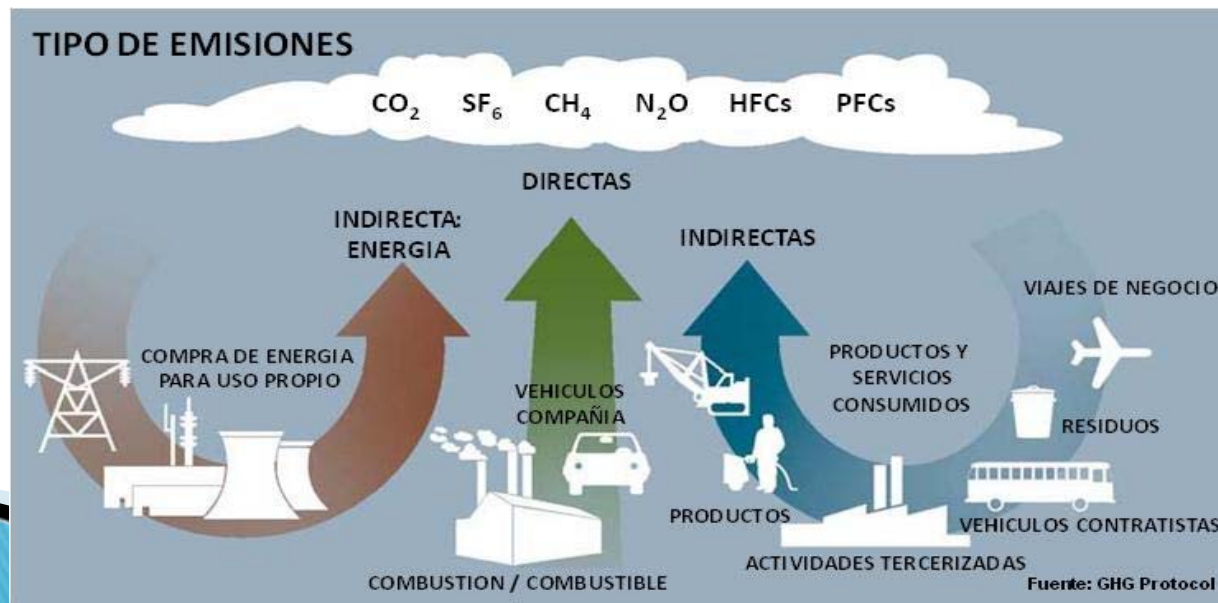 TIPO DE EMISIONES
CO₂ SF₆ CH₄ N₂O HFCs PFCs
DIRECTAS
INDIRECTA:
ENERGIA
INDIRECTAS
VIAJES DE NEGOCIO
COMPRA DE ENERGIA
PARA USO PROPIO
PRODUCTOS Y
SERVICIOS
CONSUMIDOS
VEHICULOS
COMPAÑIA
RESIDUOS
PRODUCTOS
VEHICULOS CONTRATISTAS
ACTIVIDADES TERCERIZADAS
COMBUSTION / COMBUSTIBLE
Fuente: GHG Protocol